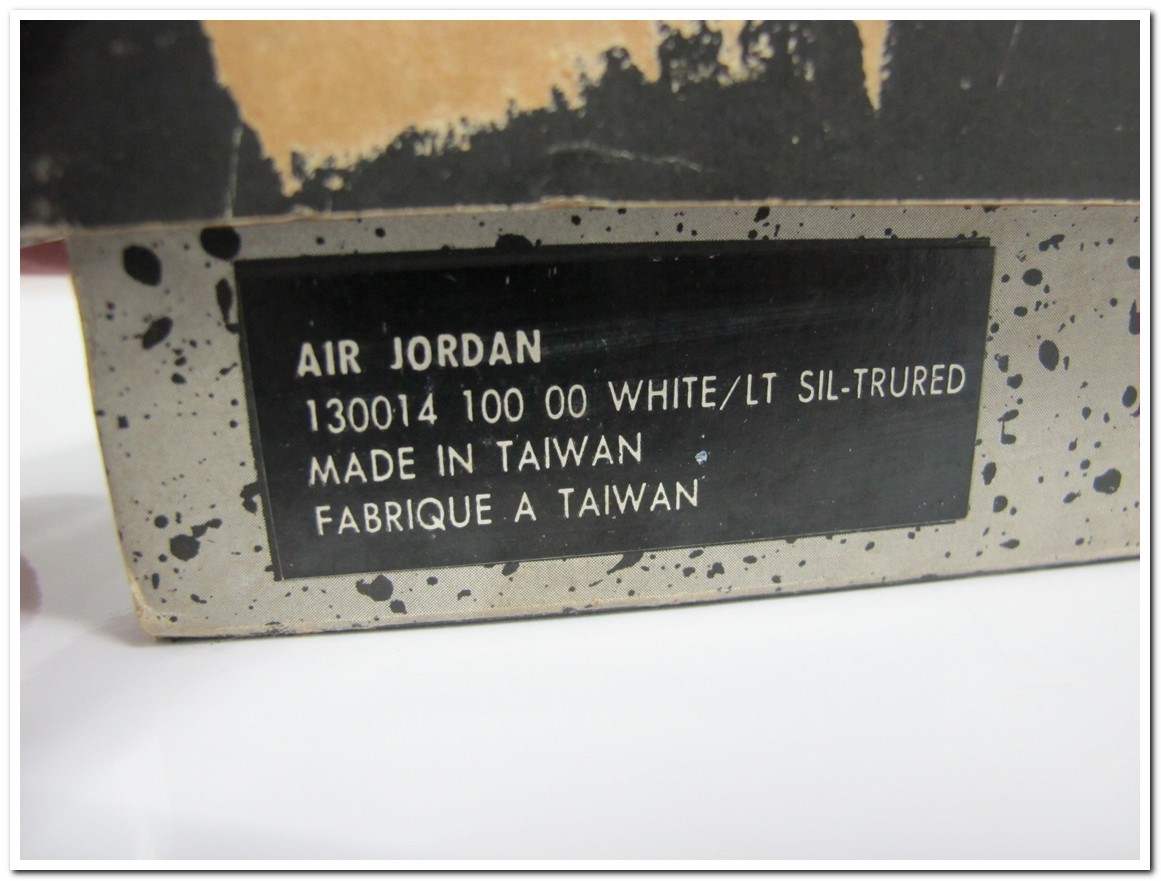 AIR JORDAN
130014 100 00 WHITE/LT SIL-TRURED
MADE IN TAIWAN
FABRIQUE A TAIWAN